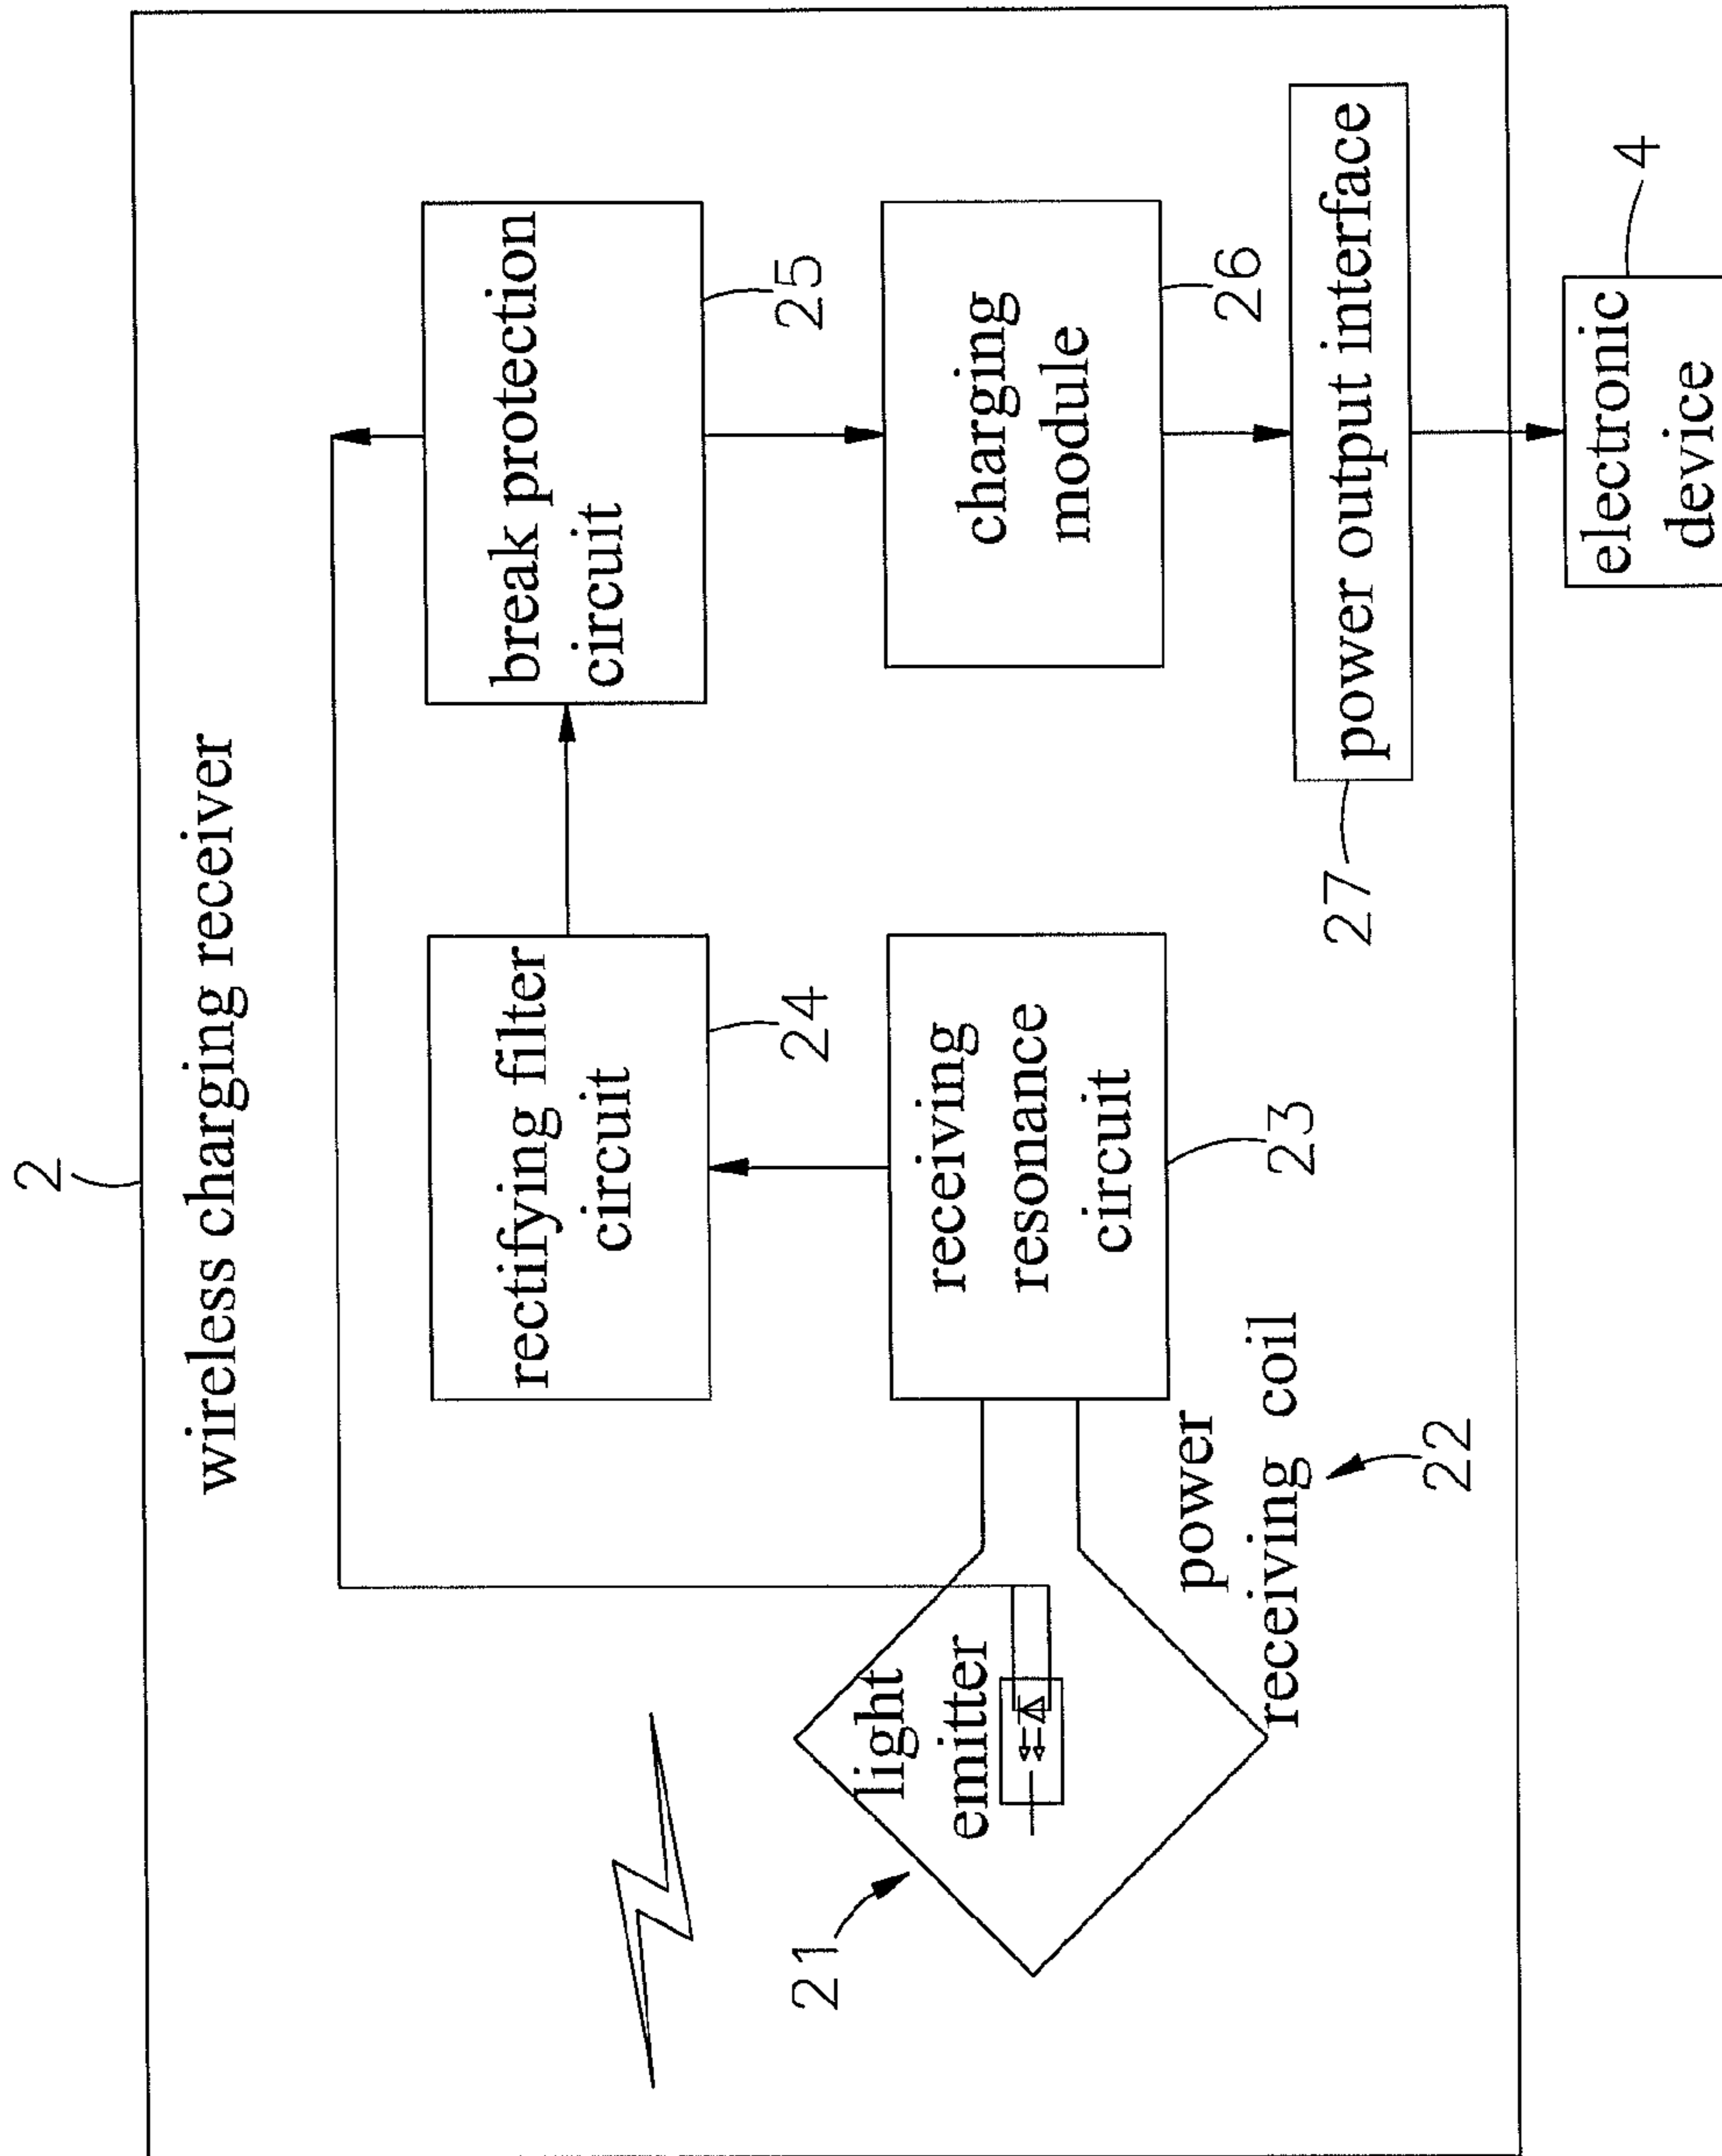 2
wireless charging receiver
light
emitter
21
power
receiving coil
22
rectifying filter
circuit
24
receiving
resonance
circuit
23
break protection
circuit
25
charging
module
26
power output interface
27
electronic
device
4